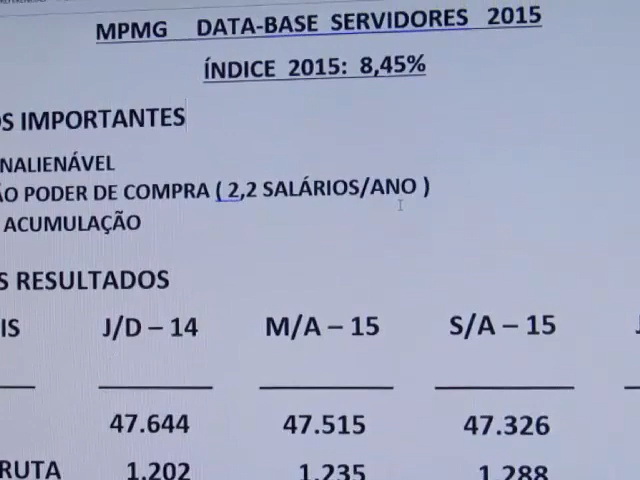 MPMG DATA-BASE SERVIDORES 2015
ÍNDICE 2015: 8,45%
OS IMPORTANTES
NALIENÁVEL
ÃO PODER DE COMPRA ( 2,2 SALÁRIOS/ANO )
ACUMULAÇÃO
S RESULTADOS
IS J/D – 14 M/A – 15 S/A – 15
47.644 47.515 47.326
RUTA 1.202 1.235 1.288